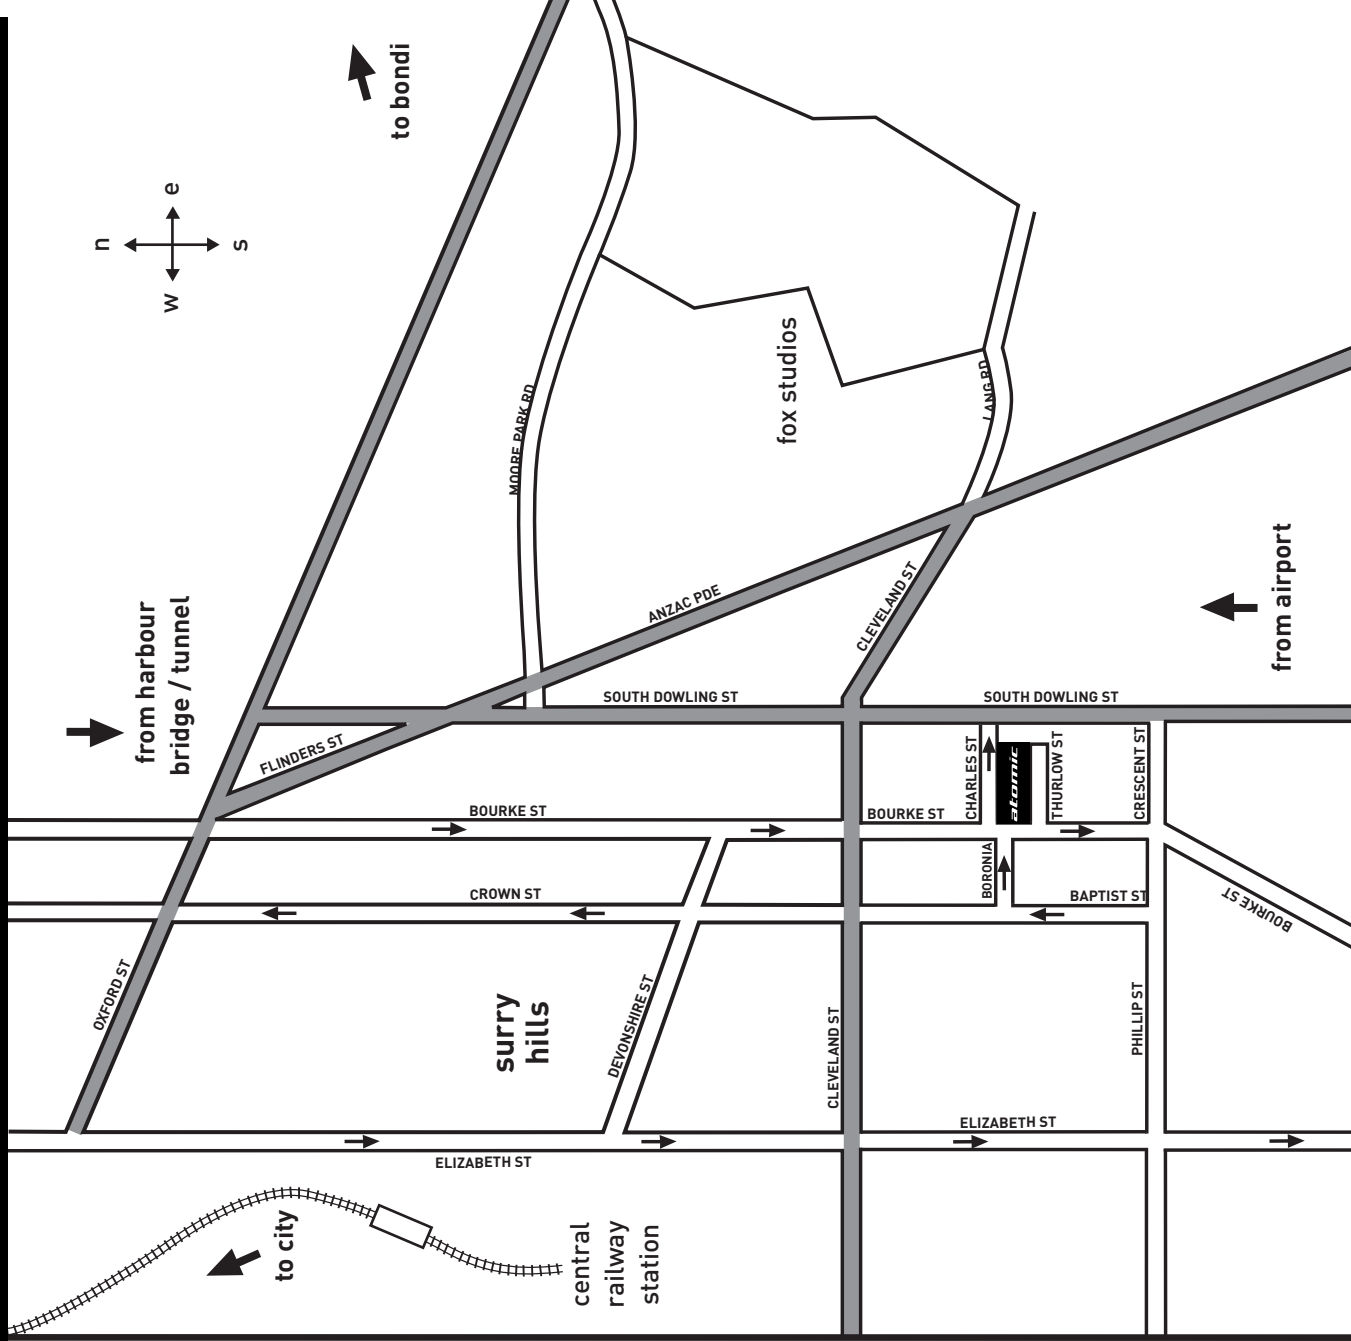 to bondi
n
e
w
s
MOORE PARK RD
fox studios
LANG RD
from harbour
bridge / tunnel
ANZAC PDE
CLEVELAND ST
from airport
SOUTH DOWLING ST
SOUTH DOWLING ST
FLINDERS ST
BOURKE ST
BOURKE ST
CHARLES ST
atomic
THURLOW ST
CRESCENT ST
CROWN ST
BORONIA
BAPTIST ST
BOURKE ST
OXFORD ST
surry
hills
DEVONSHIRE ST
CLEVELAND ST
PHILLIP ST
ELIZABETH ST
ELIZABETH ST
to city
central
railway
station